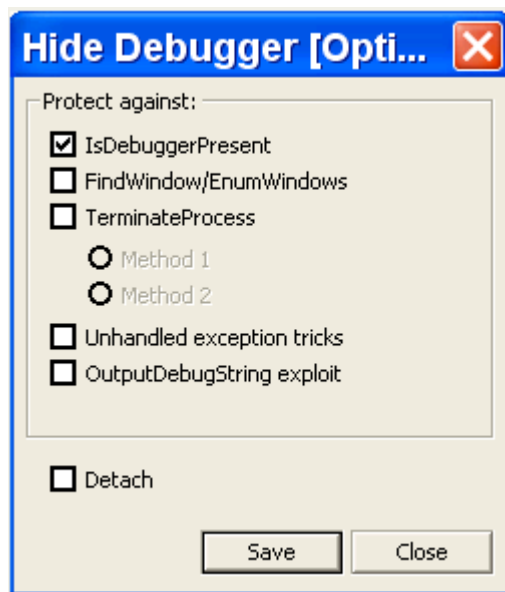 Hide Debugger [Opti...
Protect against:
IsDebuggerPresent
FindWindow/EnumWindows
TerminateProcess
Method 1
Method 2
Unhandled exception tricks
OutputDebugString exploit
Detach
Save Close